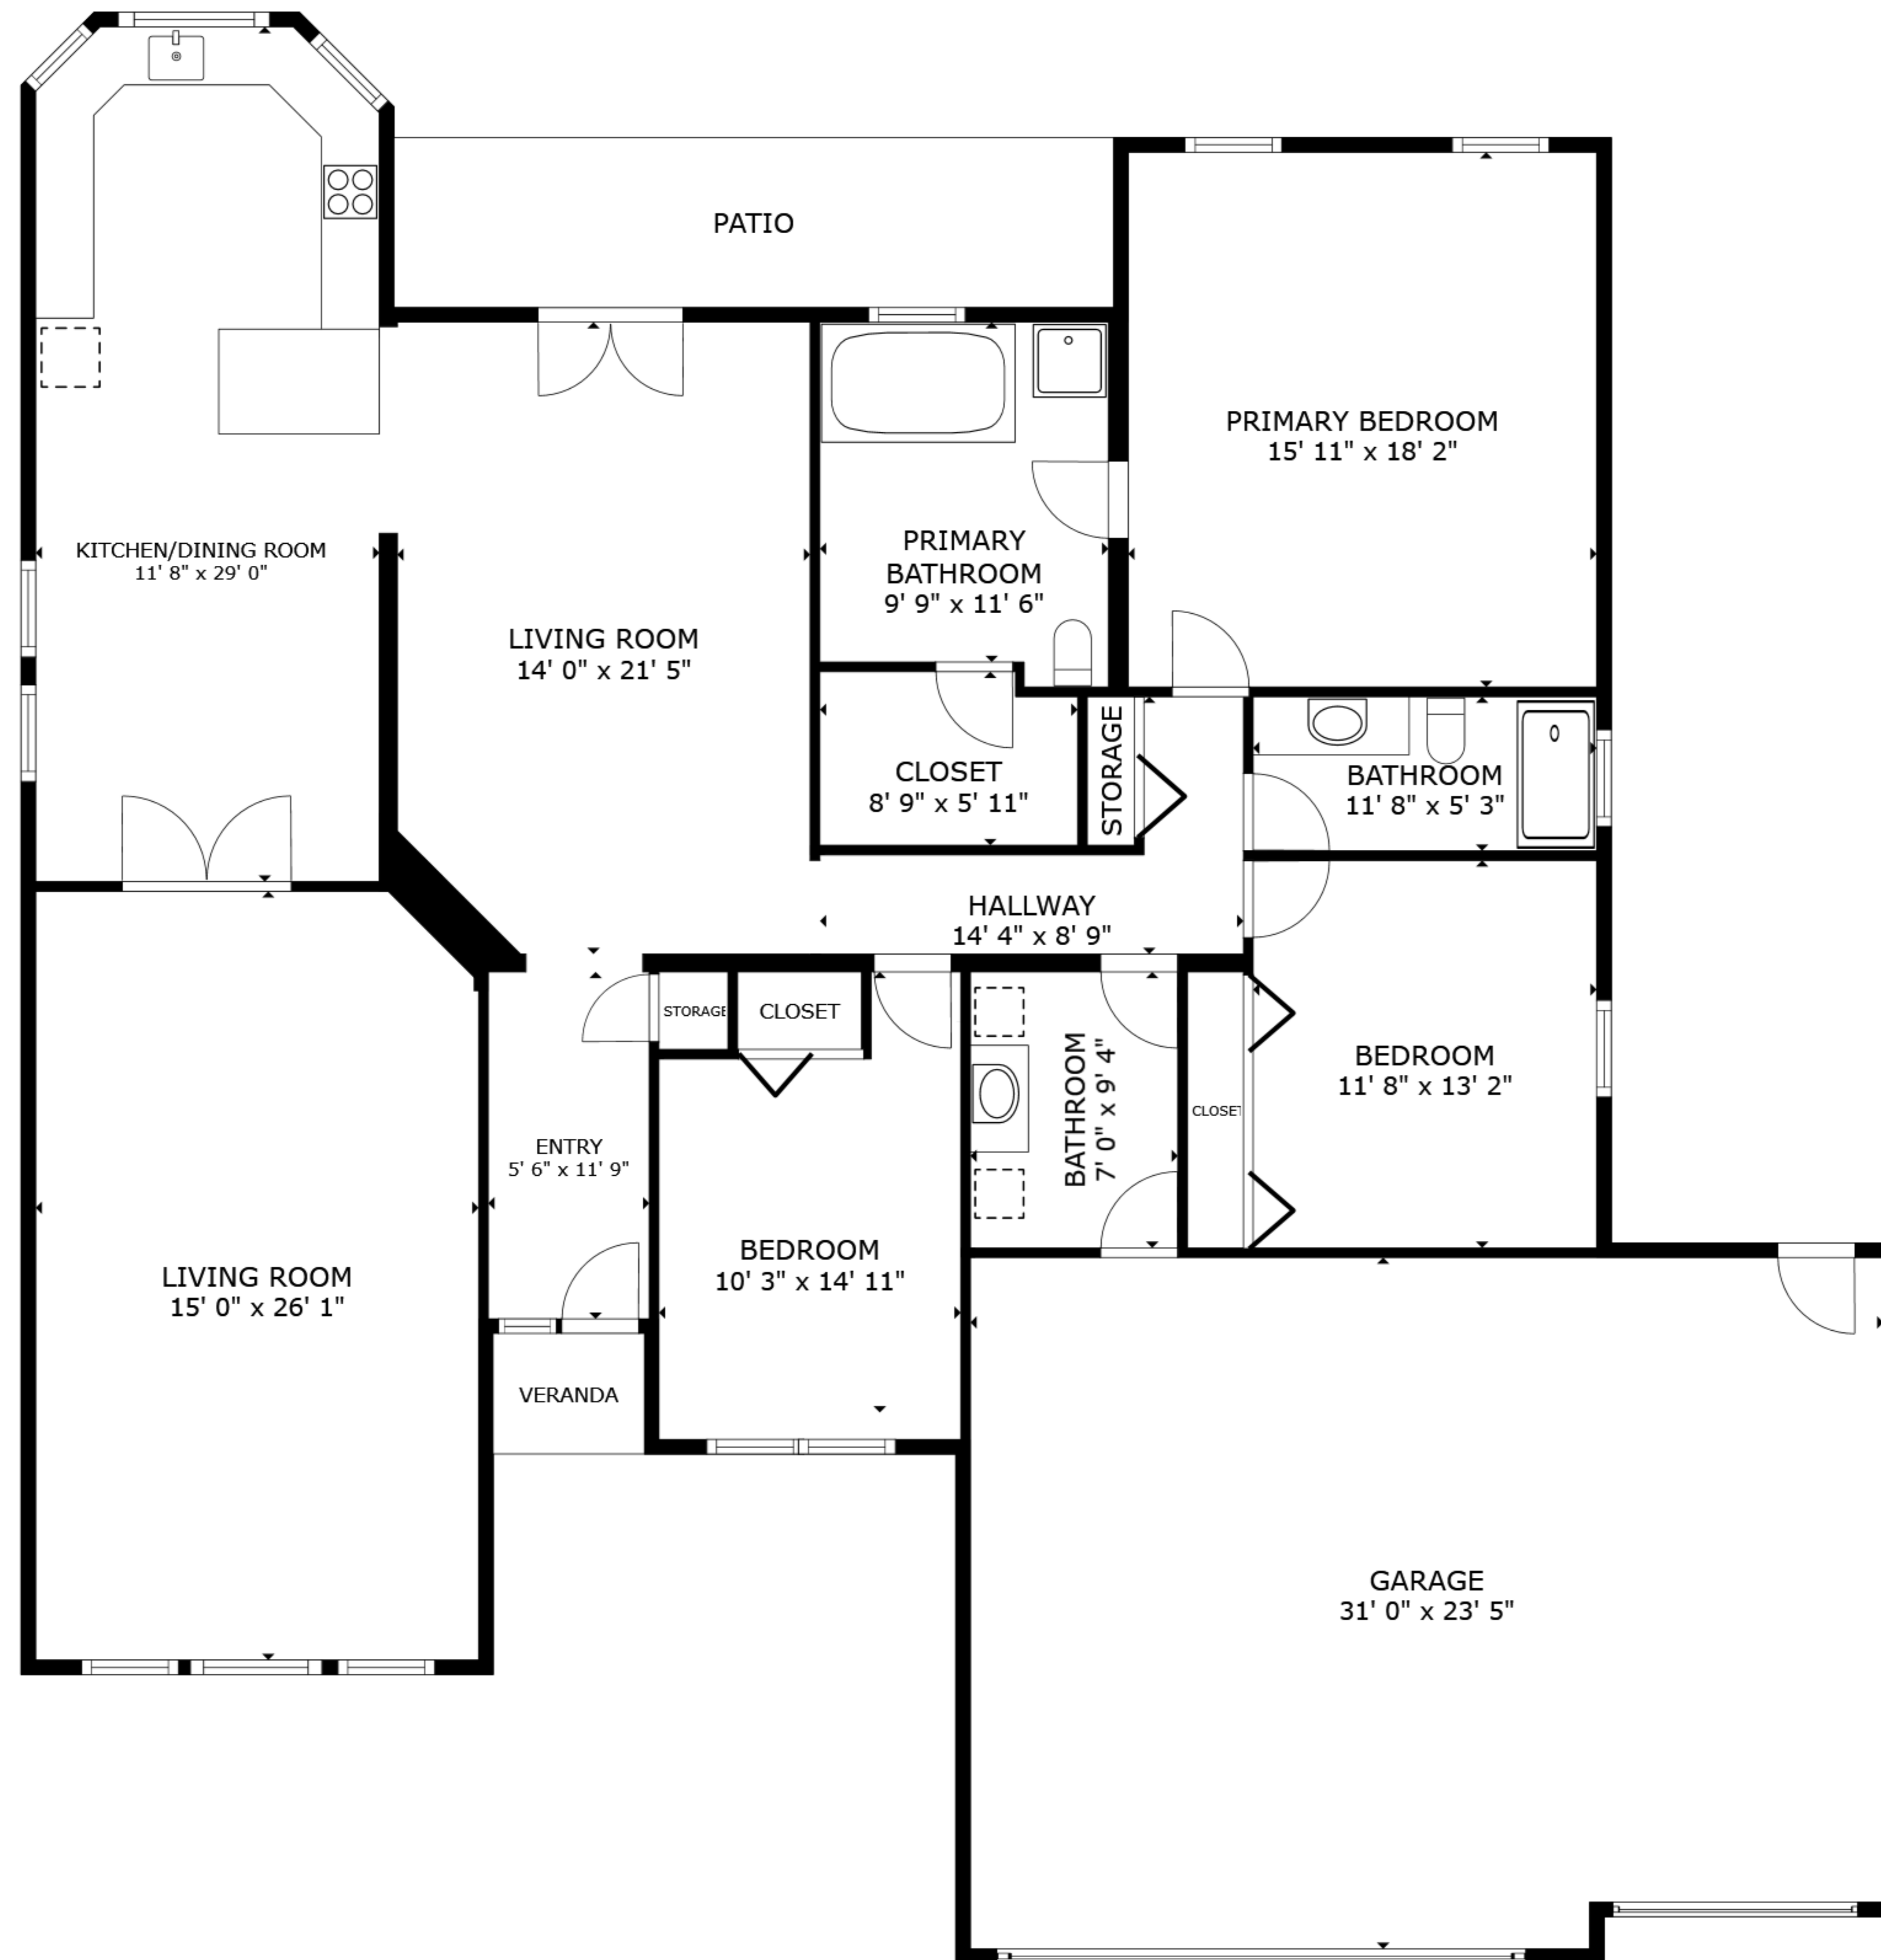 PATIO
PRIMARY BEDROOM
15' 11" x 18' 2"
KITCHEN/DINING ROOM
11' 8" x 29' 0"
PRIMARY
BATHROOM
9' 9" x 11' 6"
LIVING ROOM
14' 0" x 21' 5"
CLOSET
8' 9" x 5' 11"
STORAGE
BATHROOM
11' 8" x 5' 3"
HALLWAY
14' 4" x 8' 9"
STORAGE
CLOSET
BATHROOM
7' 0" x 9' 4"
CLOSET
BEDROOM
11' 8" x 13' 2"
ENTRY
5' 6" x 11' 9"
BEDROOM
10' 3" x 14' 11"
LIVING ROOM
15' 0" x 26' 1"
VERANDA
GARAGE
31' 0" x 23' 5"